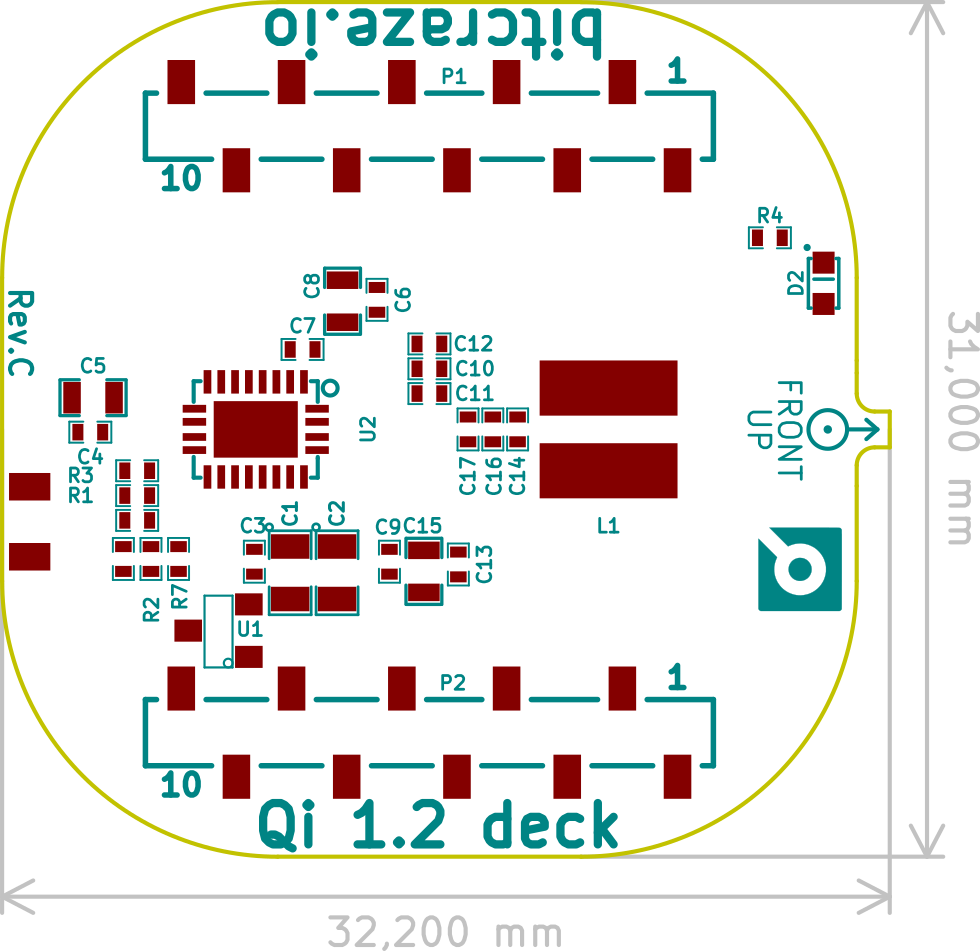 bitcraze.io
P1
1
10
R4
D2
C8
C6
Rev.C
C7
C12
C10
C11
C5
FRONT
UP
U2
C4
R3
R1
C17
C16
C14
31,000 mm
L1
C3
C1
C2
C9
C15
C13
R2
R7
U1
P2
1
10
Qi 1.2 deck
32,200 mm